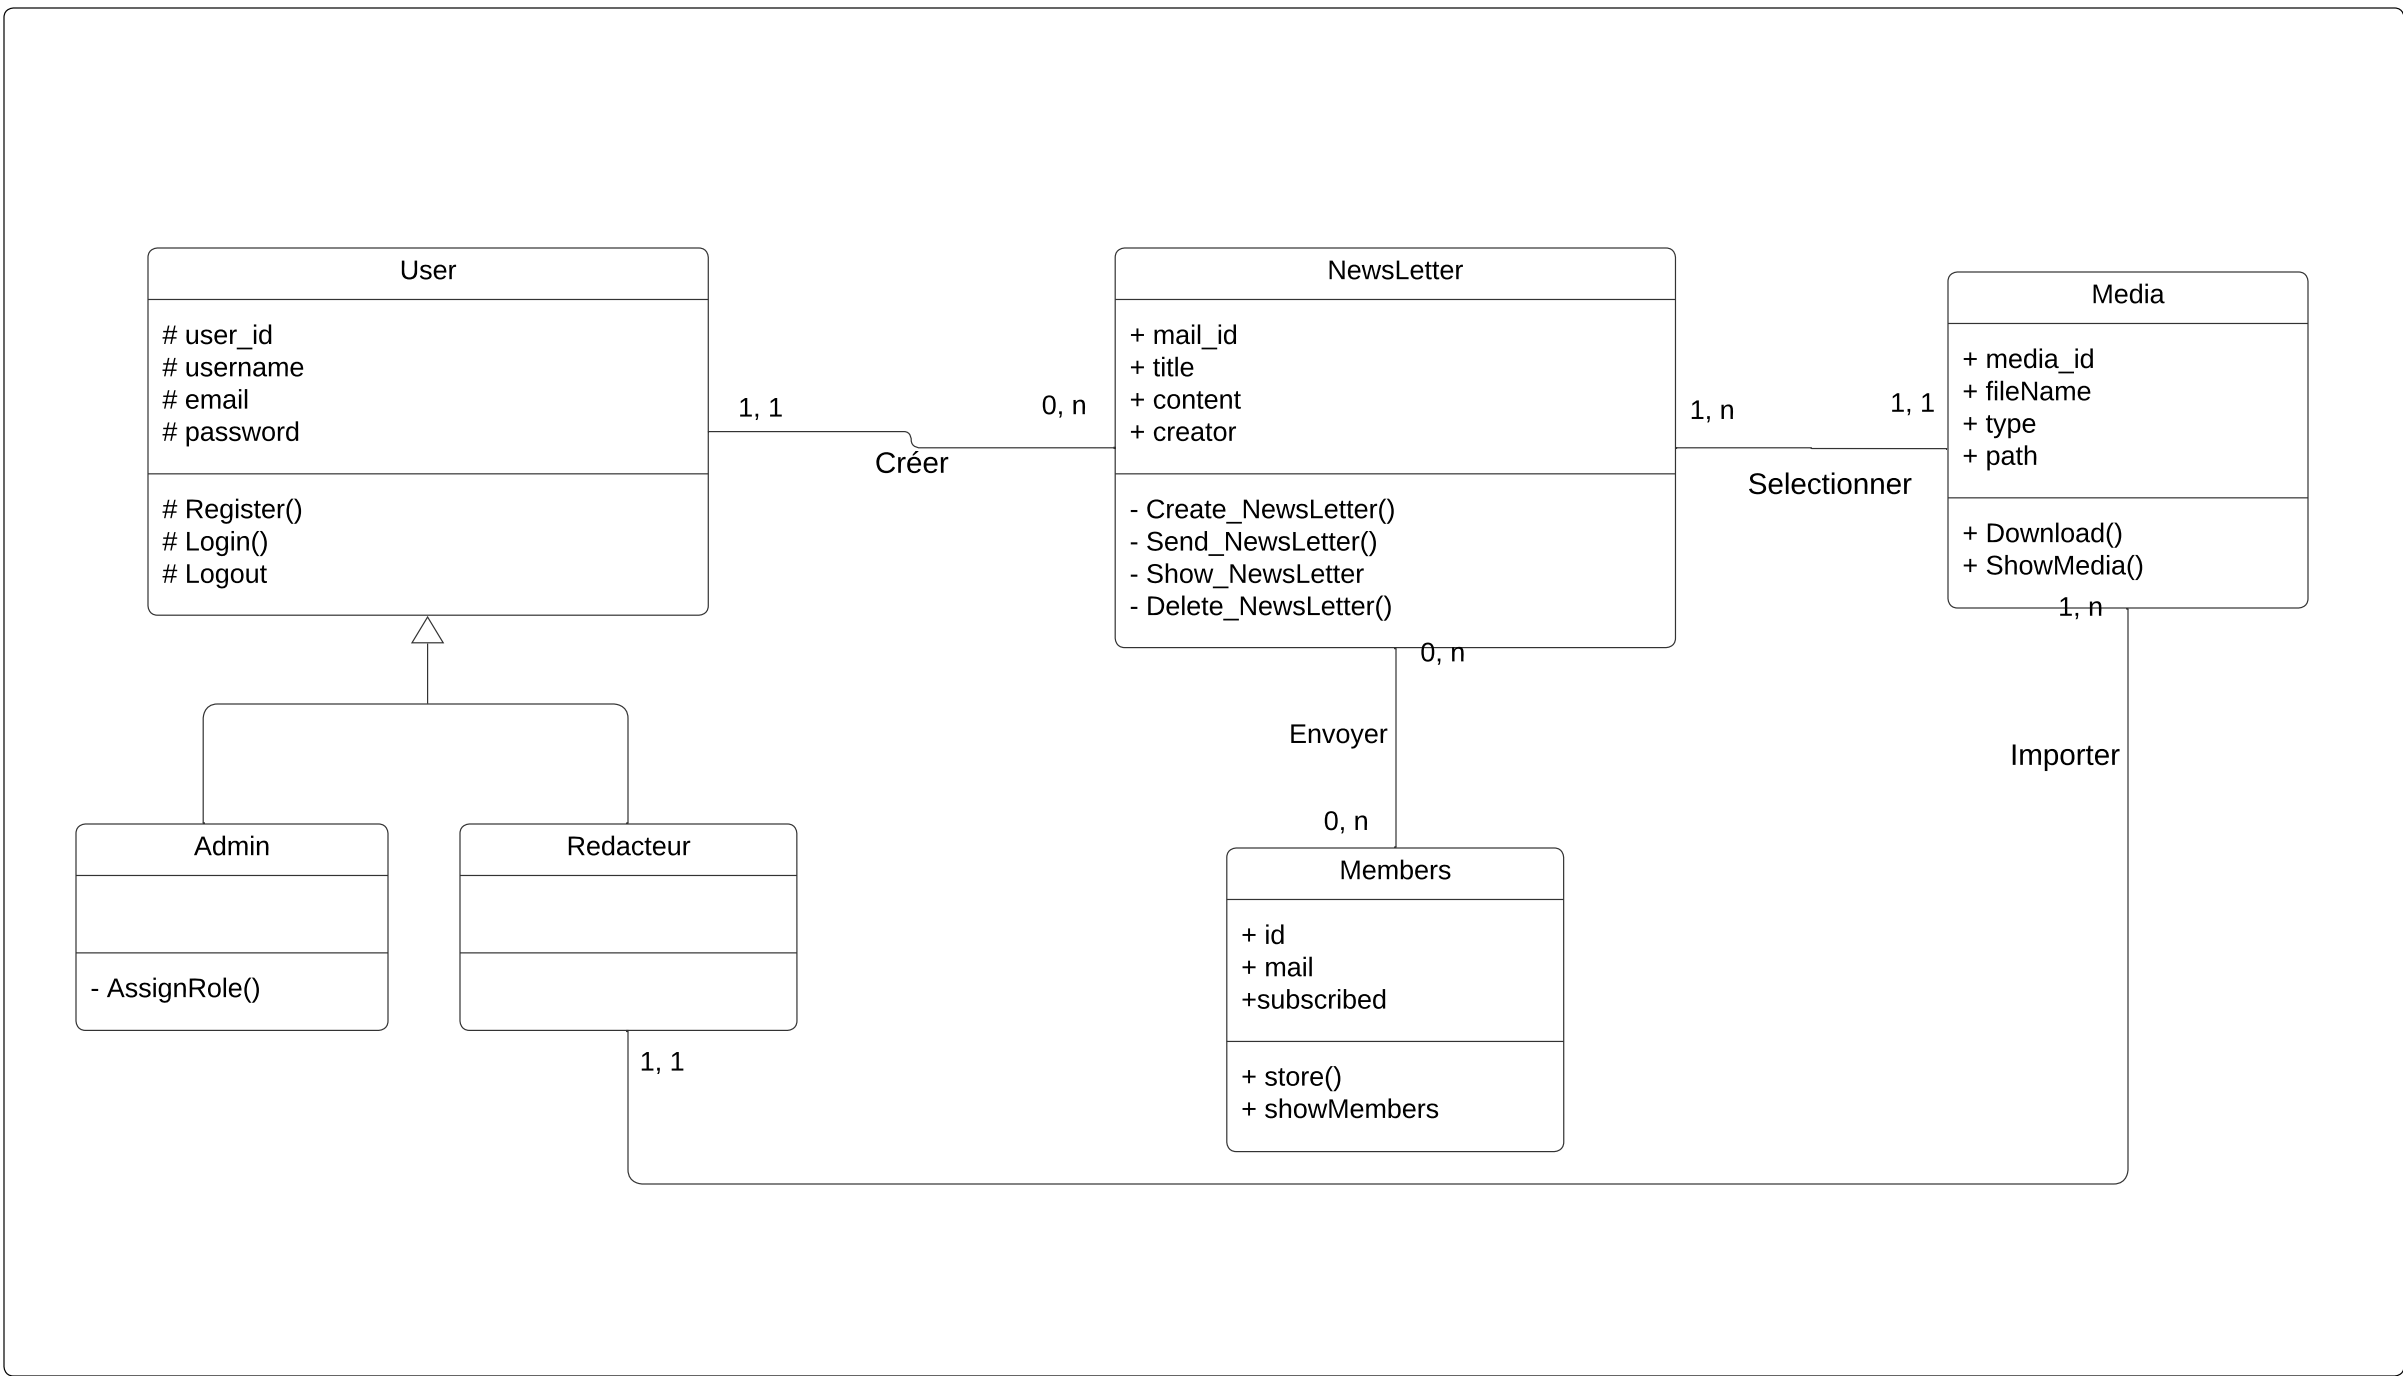 User
# user_id
# username
# email
# password
# Register()
# Login()
# Logout
1, 1
Créer
0, n
NewsLetter
+ mail_id
+ title
+ content
+ creator
- Create_NewsLetter()
- Send_NewsLetter()
- Show_NewsLetter
- Delete_NewsLetter()
1, n
Selectionner
1, 1
Media
+ media_id
+ fileName
+ type
+ path
+ Download()
+ ShowMedia()
1, n
Importer
0, n
Envoyer
0, n
Admin
- AssignRole()
Redacteur
1, 1
Members
+ id
+ mail
+subscribed
+ store()
+ showMembers